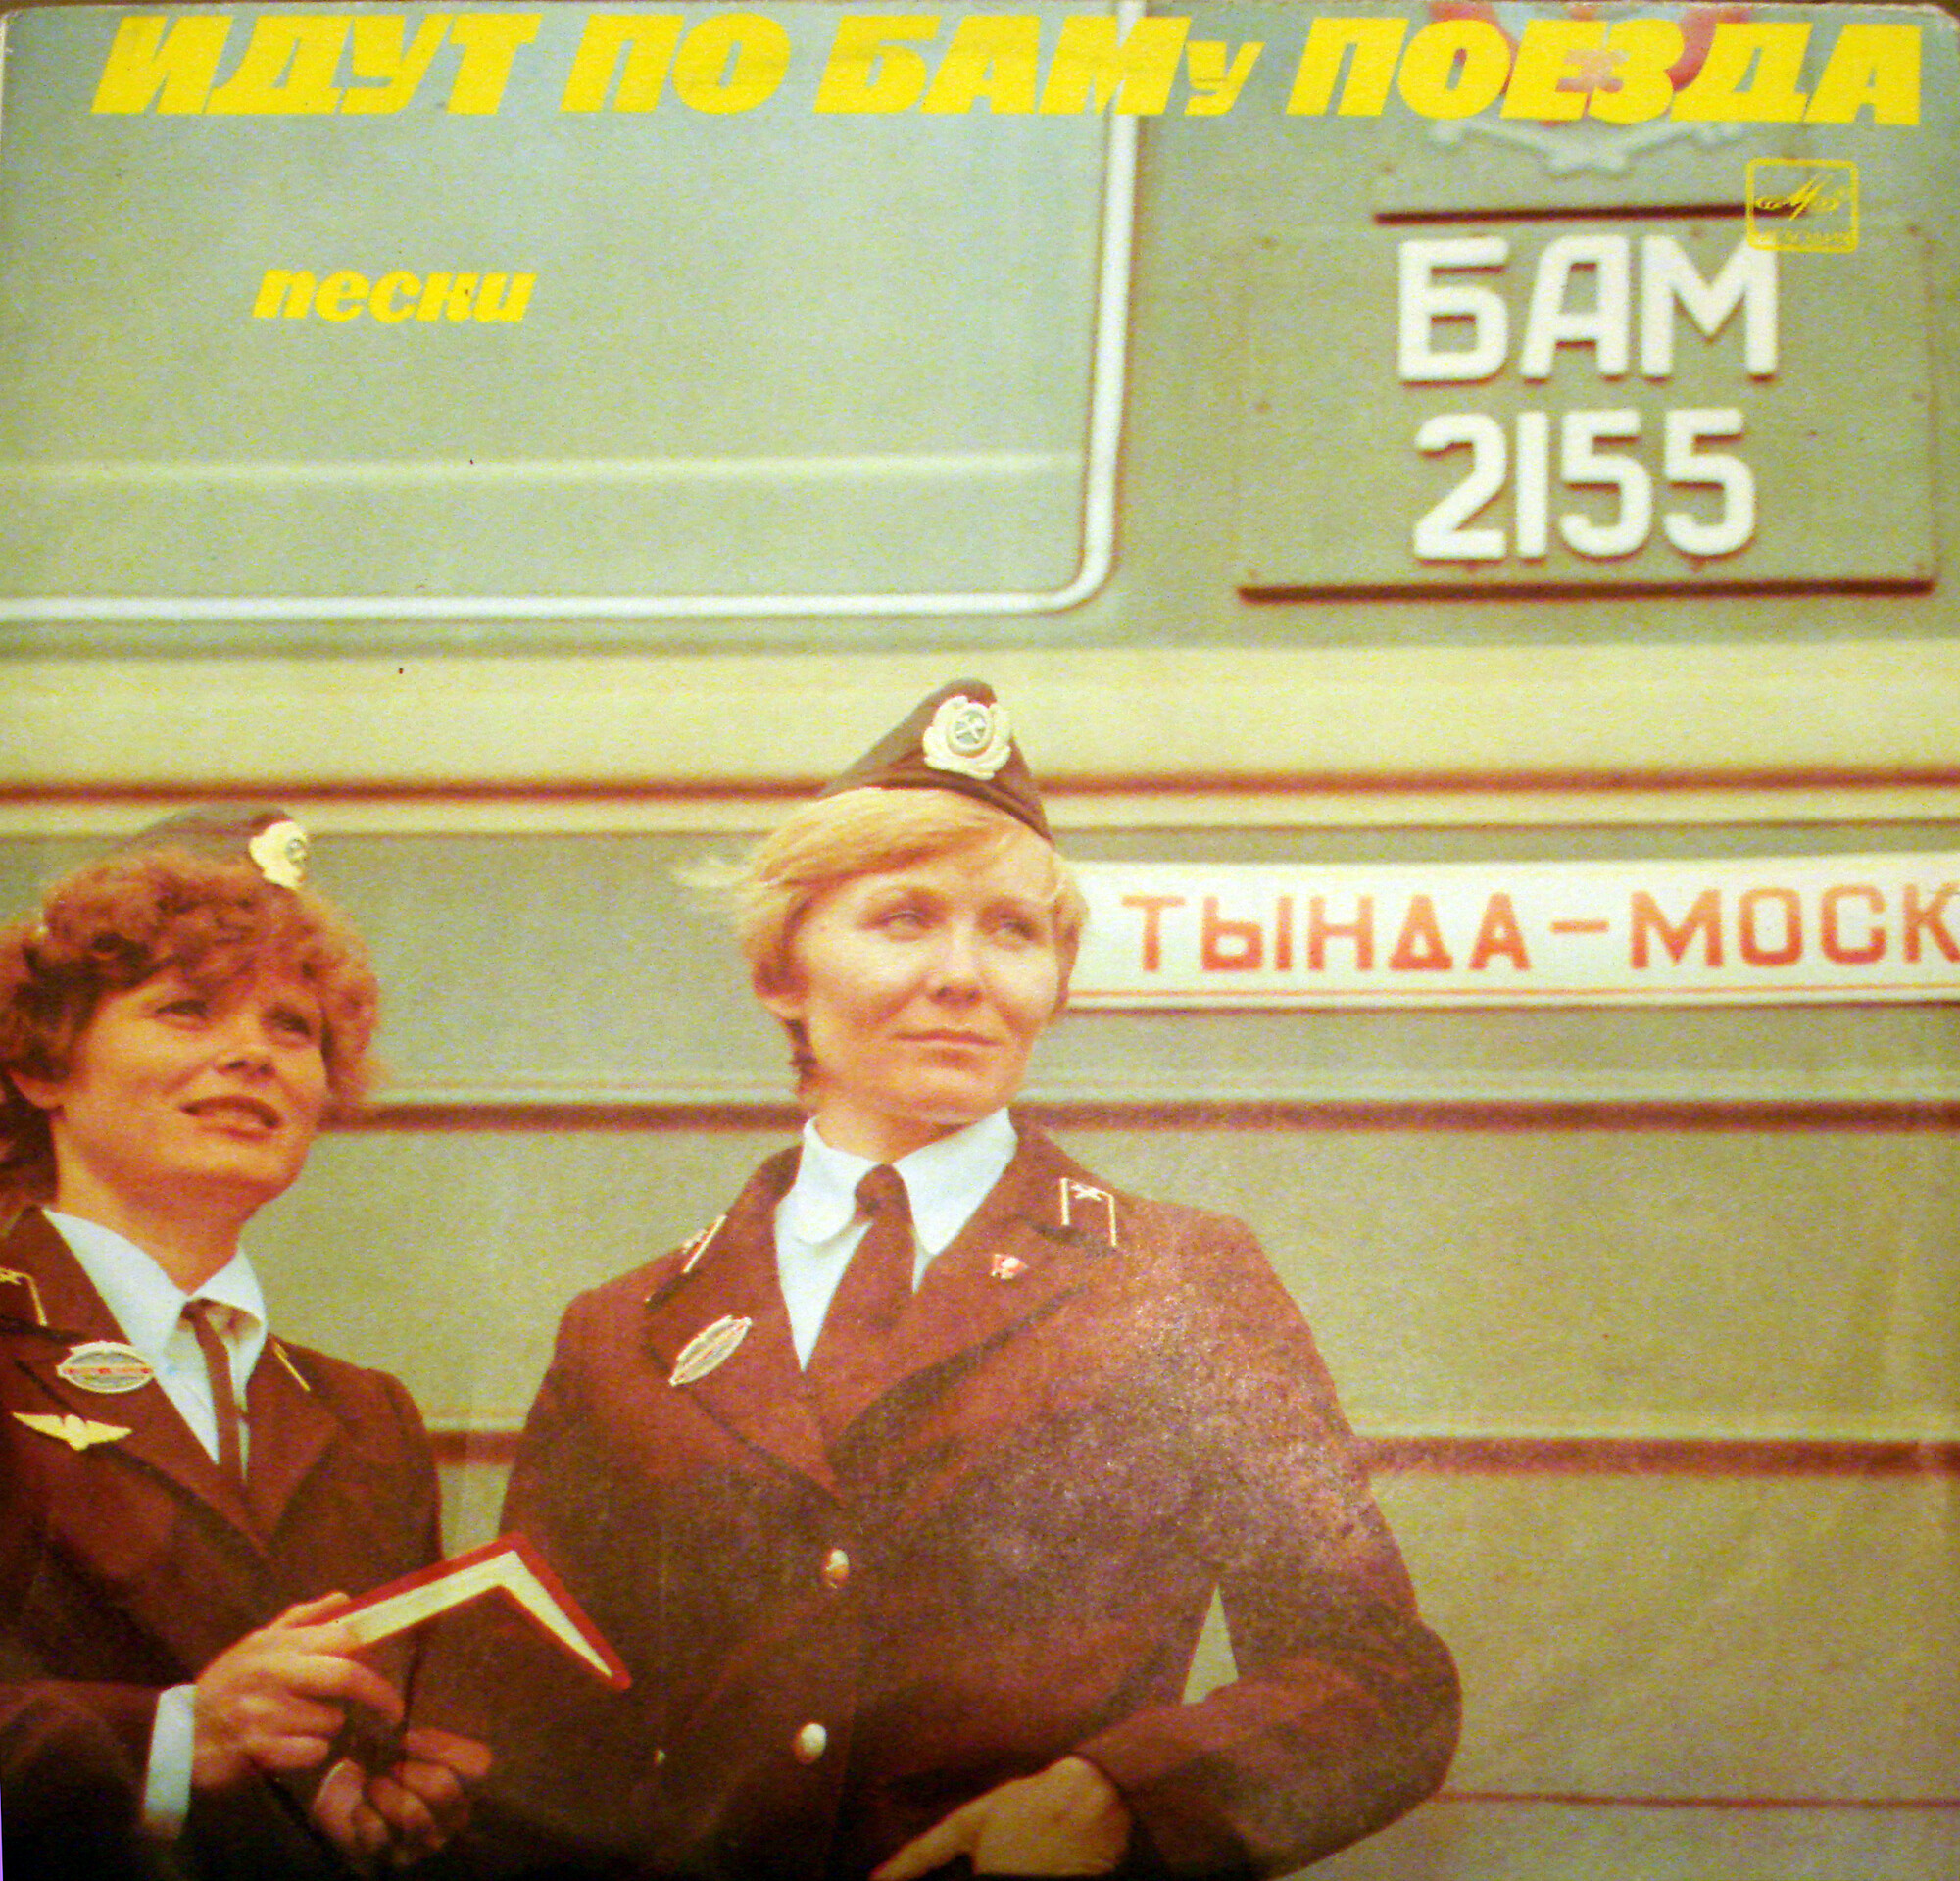 ИДУТ ПО БАМу ПОЕЗДА
песни
БАМ
2155
ТЫНДА-МОСК